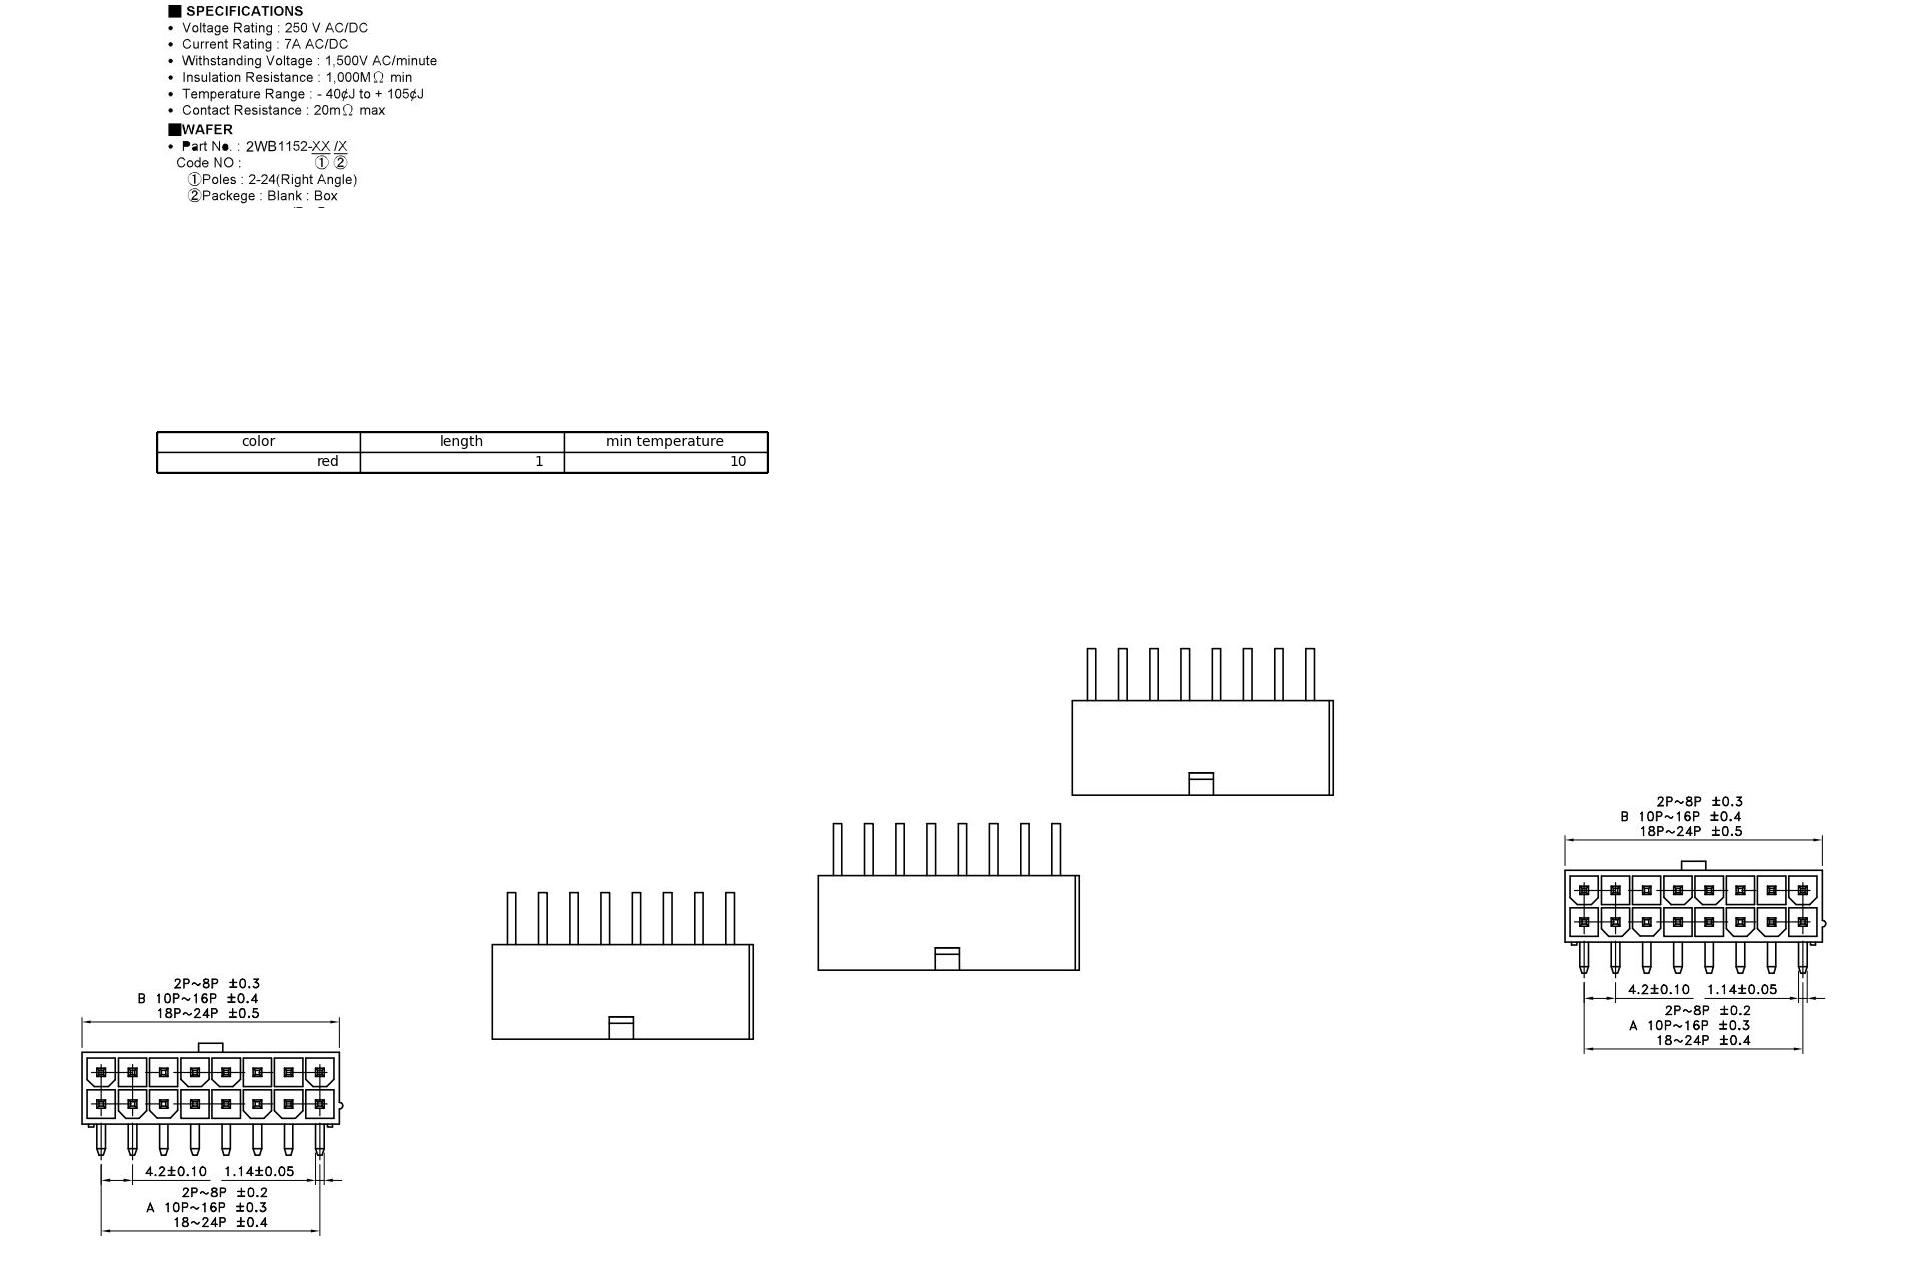 ■ SPECIFICATIONS
• Voltage Rating : 250 V AC/DC
• Current Rating : 7A AC/DC
• Withstanding Voltage : 1,500V AC/minute
• Insulation Resistance : 1,000MΩ min
• Temperature Range : - 40¢J to + 105¢J
• Contact Resistance : 20mΩ max
■WAFER
• Part No. : 2WB1152-XX /X
Code NO : ① ②
①Poles : 2-24(Right Angle)
②Packege : Blank : Box
color length min temperature
red 1 10
2P~8P ±0.3
B 10P~16P ±0.4
18P~24P ±0.5
4.2±0.10 1.14±0.05
2P~8P ±0.2
A 10P~16P ±0.3
18~24P ±0.4
2P~8P ±0.3
B 10P~16P ±0.4
18P~24P ±0.5
4.2±0.10 1.14±0.05
2P~8P ±0.2
A 10P~16P ±0.3
18~24P ±0.4